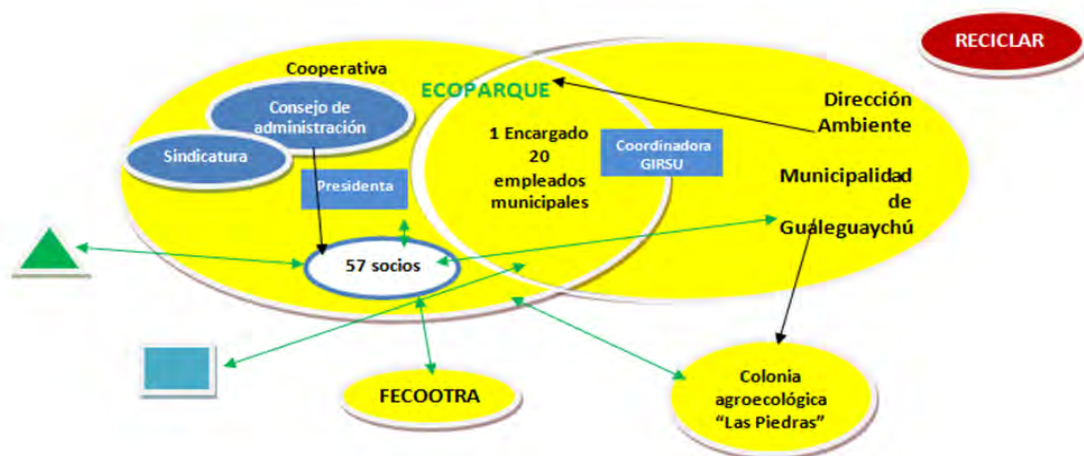 RECICLAR
Cooperativa
ECOPARQUE
Consejo de
administración
Sindicatura
Presidenta
57 socios
1 Encargado
20
empleados
municipales
Coordinadora
GIRSU
Dirección
Ambiente
Municipalidad
de
Gualeguaychú
FECOOTRA
Colonia
agroecológica
“Las Piedras”